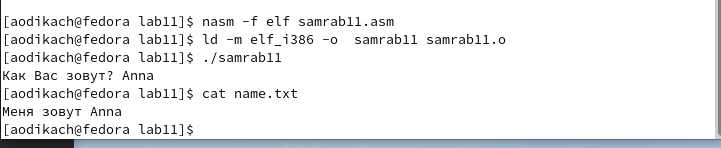 [aodikach@fedora lab11]$ nasm -f elf samrab11.asm
[aodikach@fedora lab11]$ ld -m elf_i386 -o  samrab11 samrab11.o
[aodikach@fedora lab11]$ ./samrab11
Как Вас зовут? Anna
[aodikach@fedora lab11]$ cat name.txt
Меня зовут Anna
[aodikach@fedora lab11]$